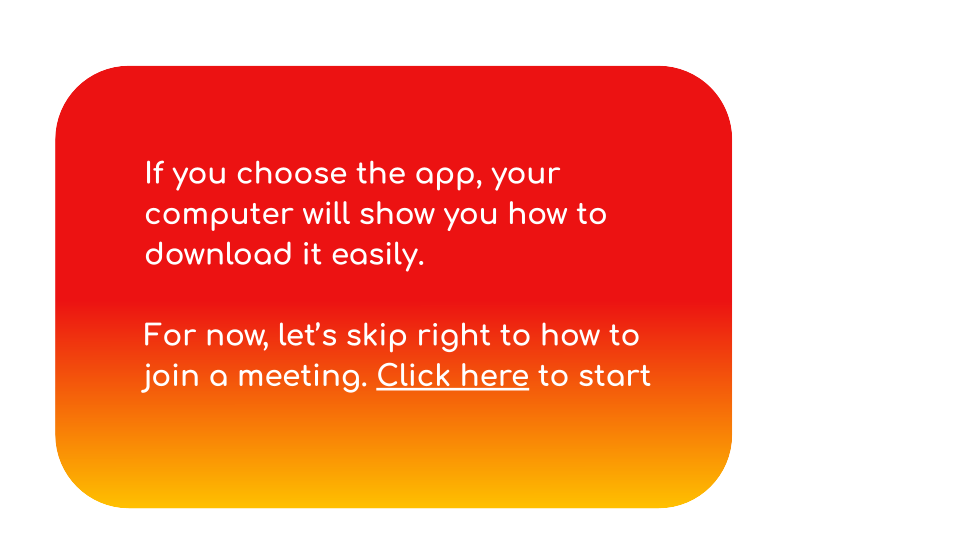 If you choose the app, your
computer will show you how to
download it easily.
For now, let’s skip right to how to
join a meeting. Click here to start